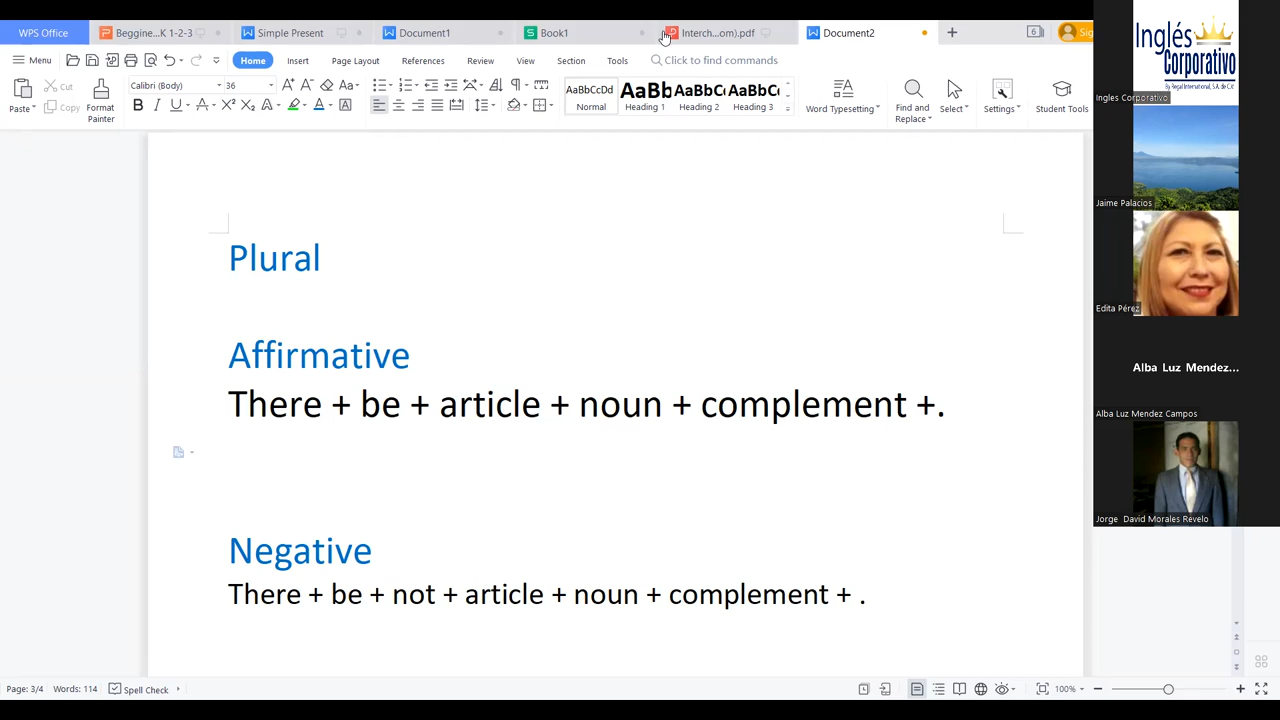 WPS Office
Beggine...K 1-2-3
Simple Present
Document1
Book1
Interch...om).pdf
Document2
Sign
Menu
Home
Insert
Page Layout
References
Review
View
Section
Tools
Click to find commands
Paste
Cut
Copy
Format Painter
Calibri (Body)
36
AaBbCcDd
Normal
AaBb
Heading 1
AaBbC
Heading 2
AaBbC
Heading 3
Word Typesetting
Find and Replace
Select
Settings
Student Tools
Plural
Affirmative
There + be + article + noun + complement +.
Negative
There + be + not + article + noun + complement + .
Page: 3/4
Words: 114
Spell Check
100%
Inglés
Corporativo
By Regal International, S.A. de C.V.
Ingles Corporativo
Jaime Palacios
Edita Pérez
Alba Luz Mendez...
Alba Luz Mendez Campos
Jorge David Morales Revelo